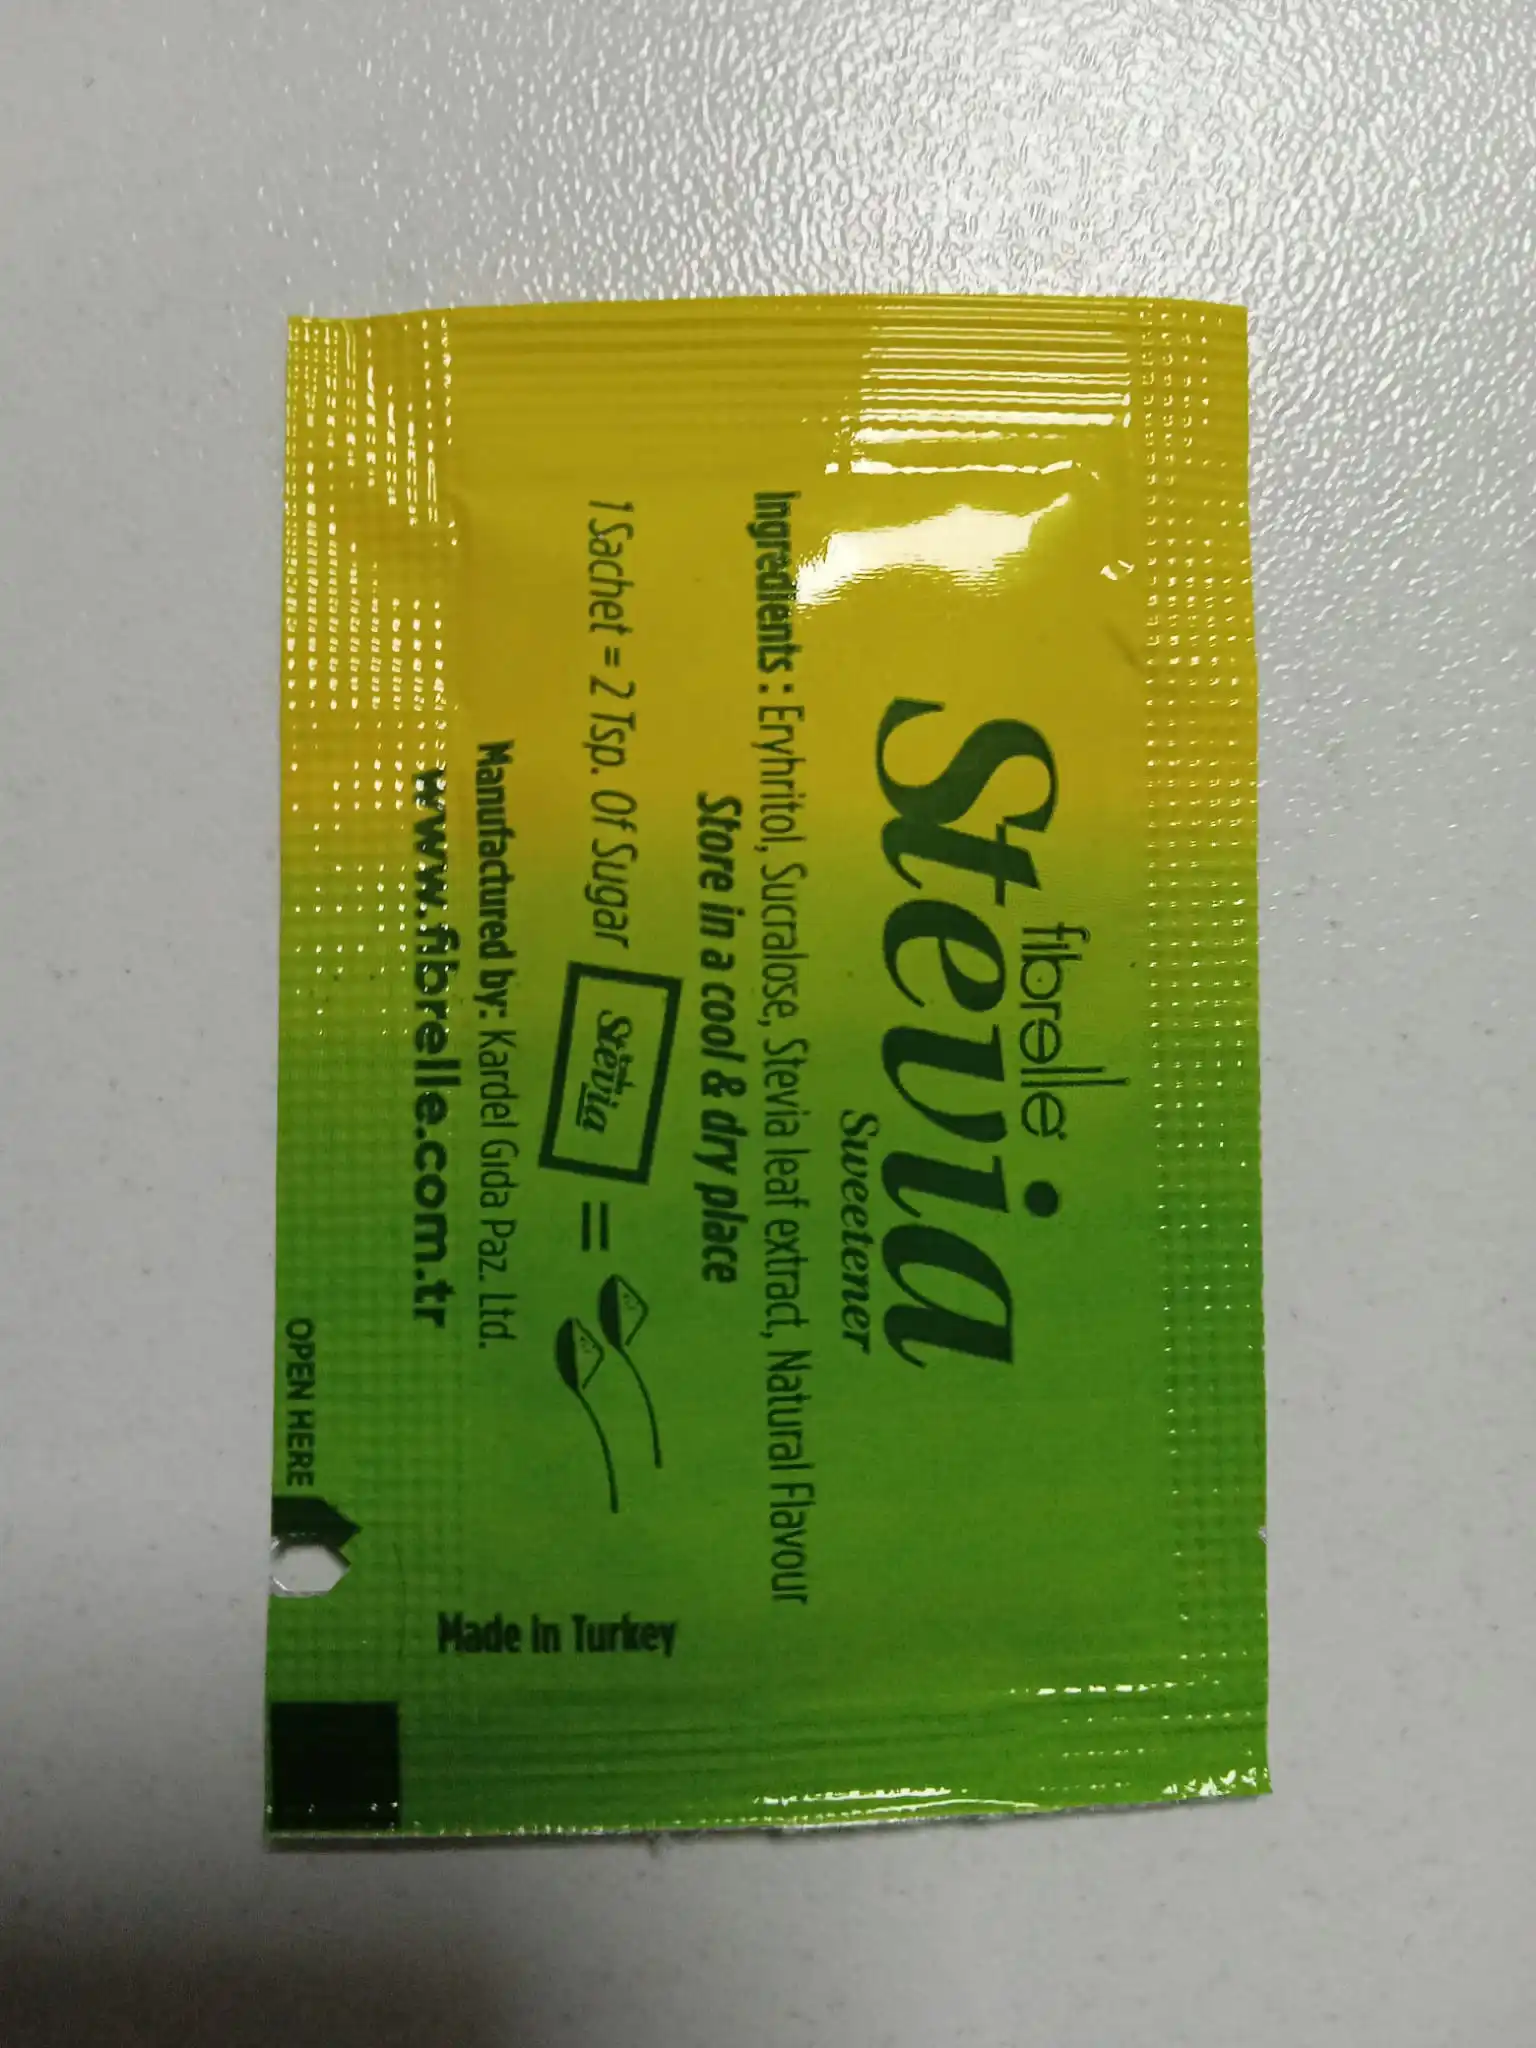 fibrelle
Stevia
Sweetener
Ingredients : Eryhritol, Sucralose, Stevia leaf extract, Natural Flavour
Store in a cool & dry place
1 Sachet = 2 Tsp. Of Sugar
Stevia
=
Manufactured by: Kardel Gıda Paz. Ltd.
www.fibrelle.com.tr
Made in Turkey
OPEN HERE